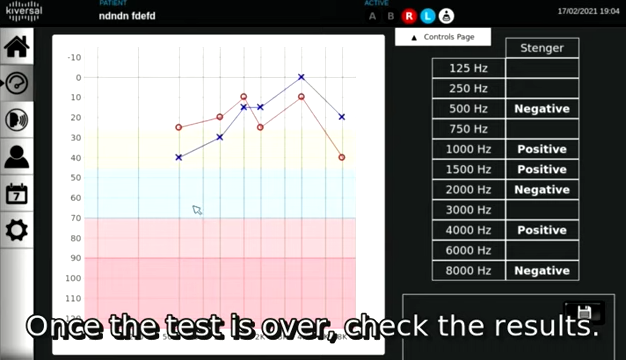 kiversal
PATIENT
ndndn fdefd
ACTIVE
A B R L
17/02/2021 19:04
▲ Controls Page
Stenger
125 Hz
250 Hz
500 Hz Negative
750 Hz
1000 Hz Positive
1500 Hz Positive
2000 Hz Negative
3000 Hz
4000 Hz Positive
6000 Hz
8000 Hz Negative
-10
0
10
20
30
40
50
60
70
80
90
100
110
7
Once the test is over, check the results.